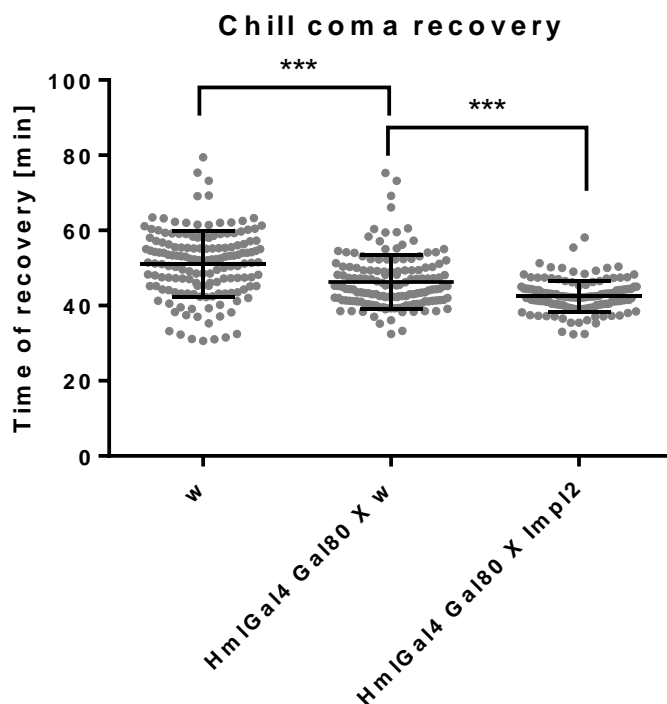 Chill coma recovery
***
***
Time of recovery [min]
100
80
60
40
20
0
w
HmlGal4 Gal80 X w
HmlGal4 Gal80 X Impl2